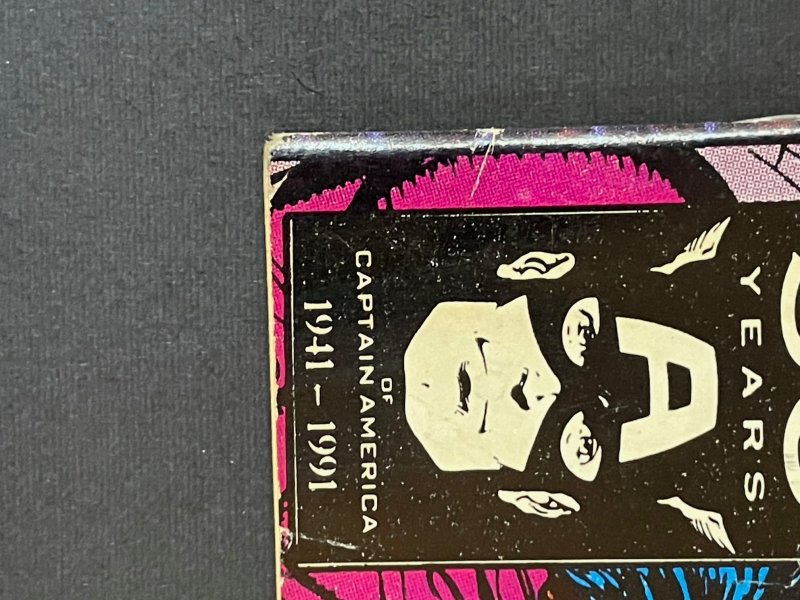 A
YEARS
OF
CAPTAIN AMERICA
1941-1991